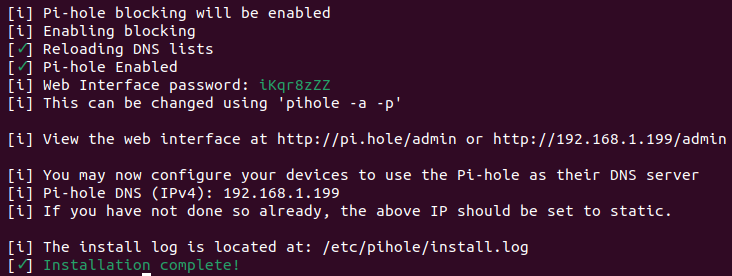 [i] Pi-hole blocking will be enabled
[i] Enabling blocking
[✓] Reloading DNS lists
[✓] Pi-hole Enabled
[i] Web Interface password: iKqr8zZZ
[i] This can be changed using 'pihole -a -p'
[i] View the web interface at http://pi.hole/admin or http://192.168.1.199/admin
[i] You may now configure your devices to use the Pi-hole as their DNS server
[i] Pi-hole DNS (IPv4): 192.168.1.199
[i] If you have not done so already, the above IP should be set to static.
[i] The install log is located at: /etc/pihole/install.log
[✓] Installation complete!